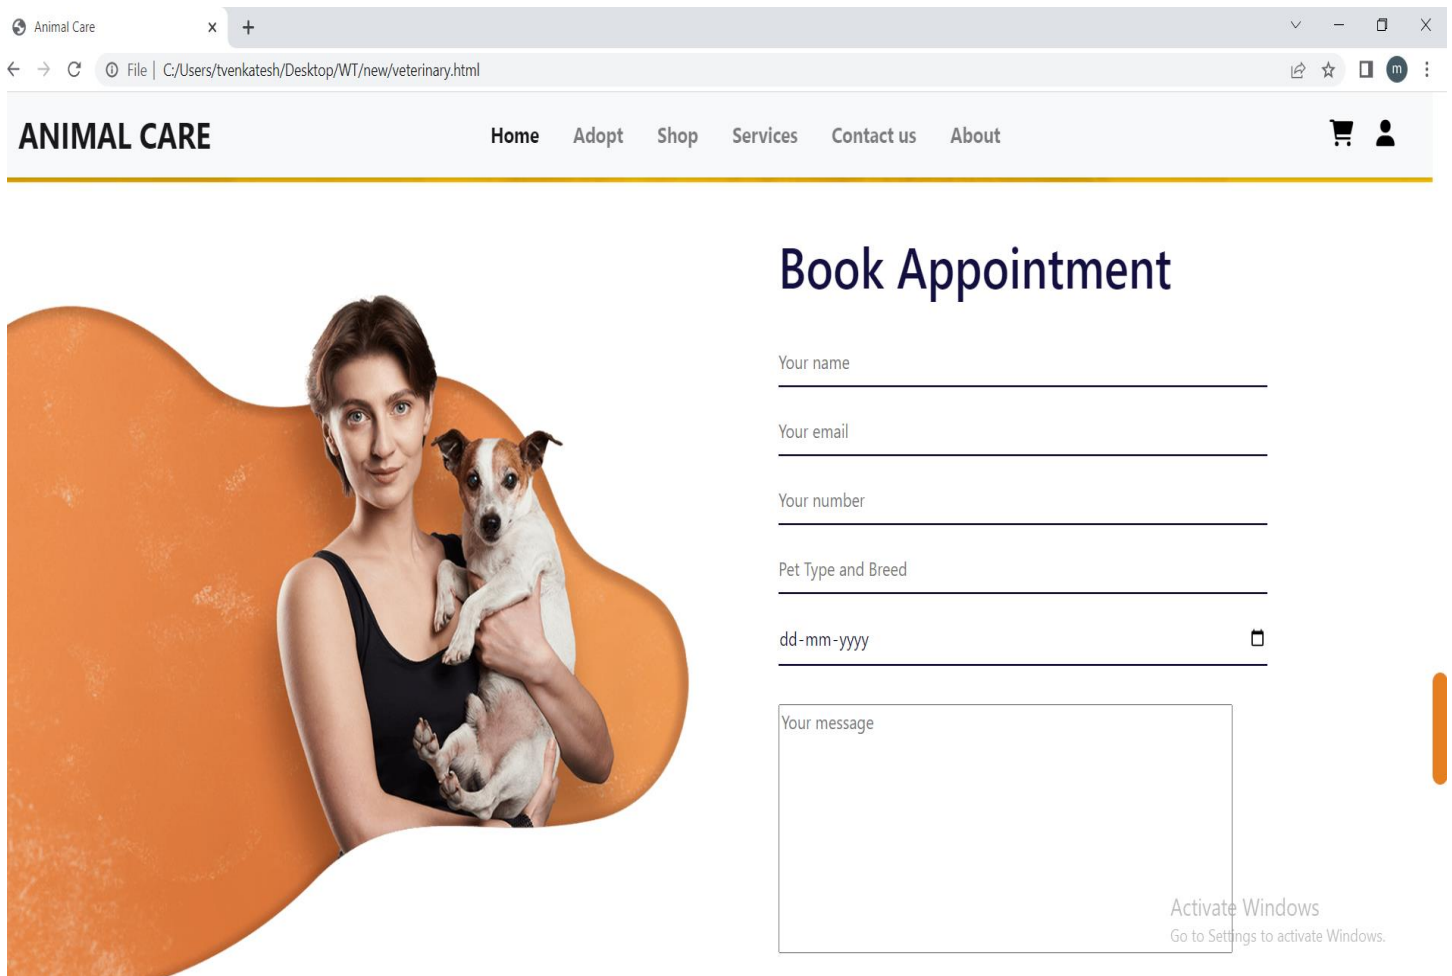 Animal Care
File | C:/Users/tvenkatesh/Desktop/WT/new/veterinary.html
m
ANIMAL CARE
Home Adopt Shop Services Contact us About
Book Appointment
Your name
Your email
Your number
Pet Type and Breed
dd-mm-yyyy
Your message
Activate Windows
Go to Settings to activate Windows.